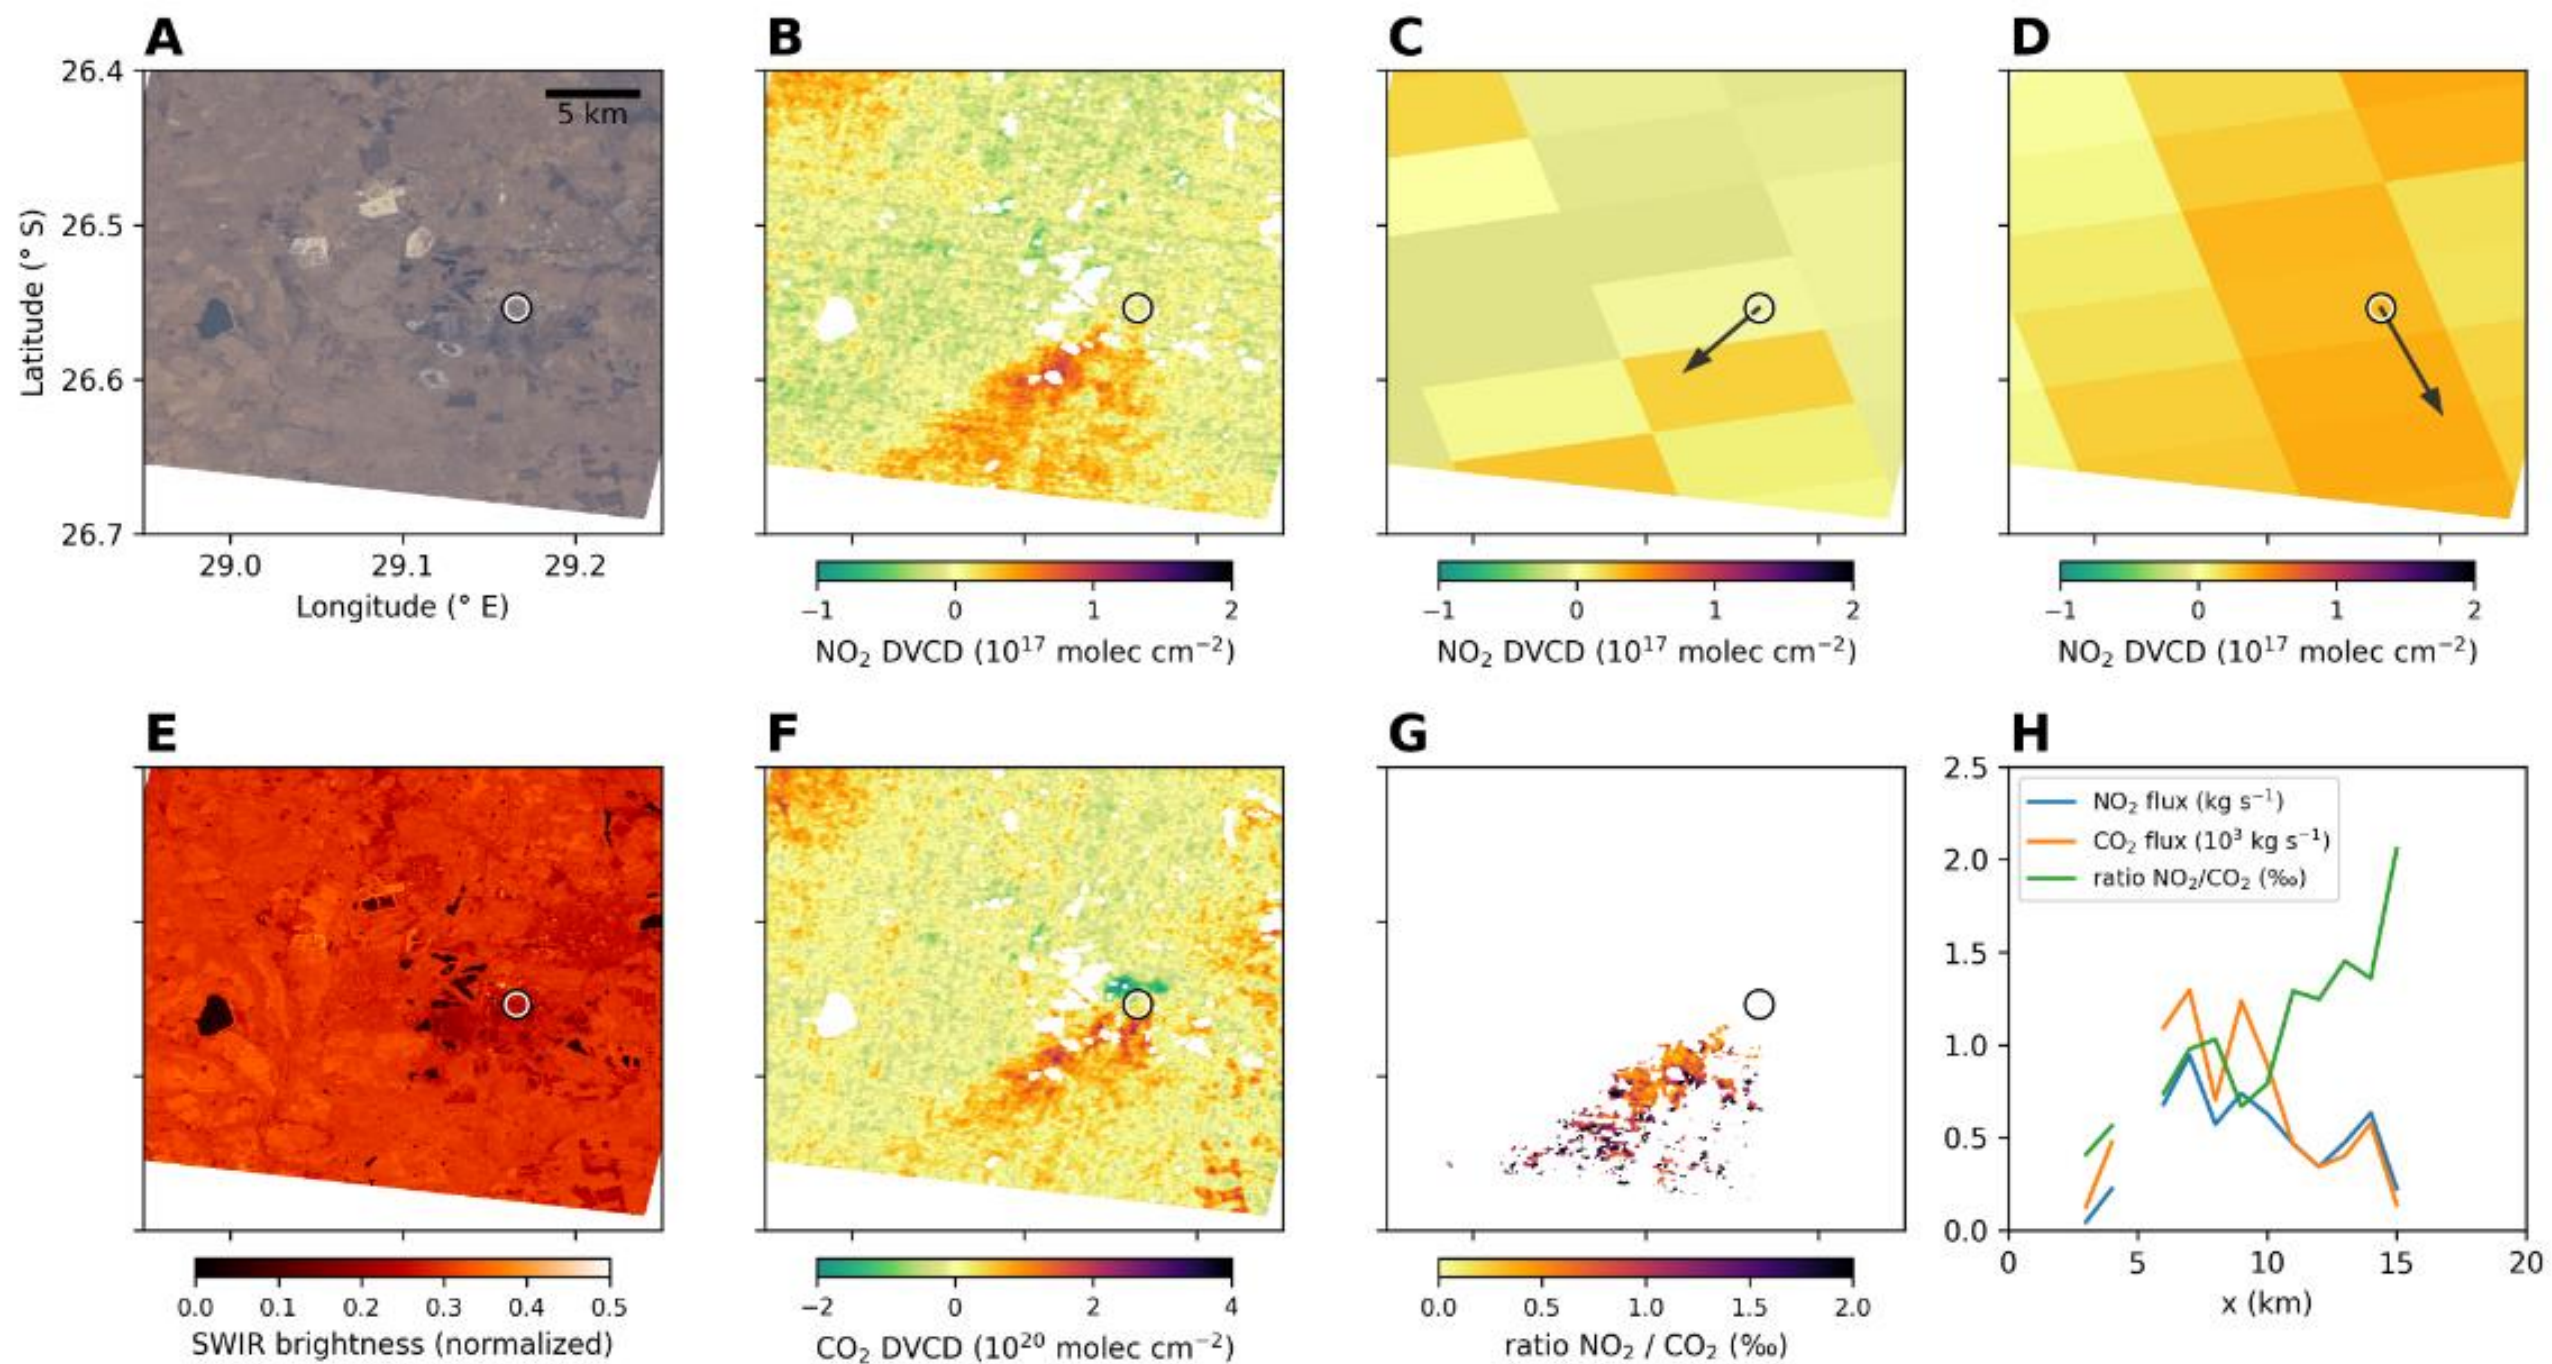 A
B
C
D
26.4
26.5
26.6
26.7
Latitude (° S)
5 km
29.0
29.1
29.2
Longitude (° E)
−1
0
1
2
NO₂ DVCD (10¹⁷ molec cm⁻²)
−1
0
1
2
NO₂ DVCD (10¹⁷ molec cm⁻²)
−1
0
1
2
NO₂ DVCD (10¹⁷ molec cm⁻²)
E
F
G
H
0.0
0.1
0.2
0.3
0.4
0.5
SWIR brightness (normalized)
−2
0
2
4
CO₂ DVCD (10²⁰ molec cm⁻²)
0.0
0.5
1.0
1.5
2.0
ratio NO₂ / CO₂ (‰)
2.5
2.0
1.5
1.0
0.5
0.0
NO₂ flux (kg s⁻¹)
CO₂ flux (10³ kg s⁻¹)
ratio NO₂/CO₂ (‰)
0
5
10
15
20
x (km)